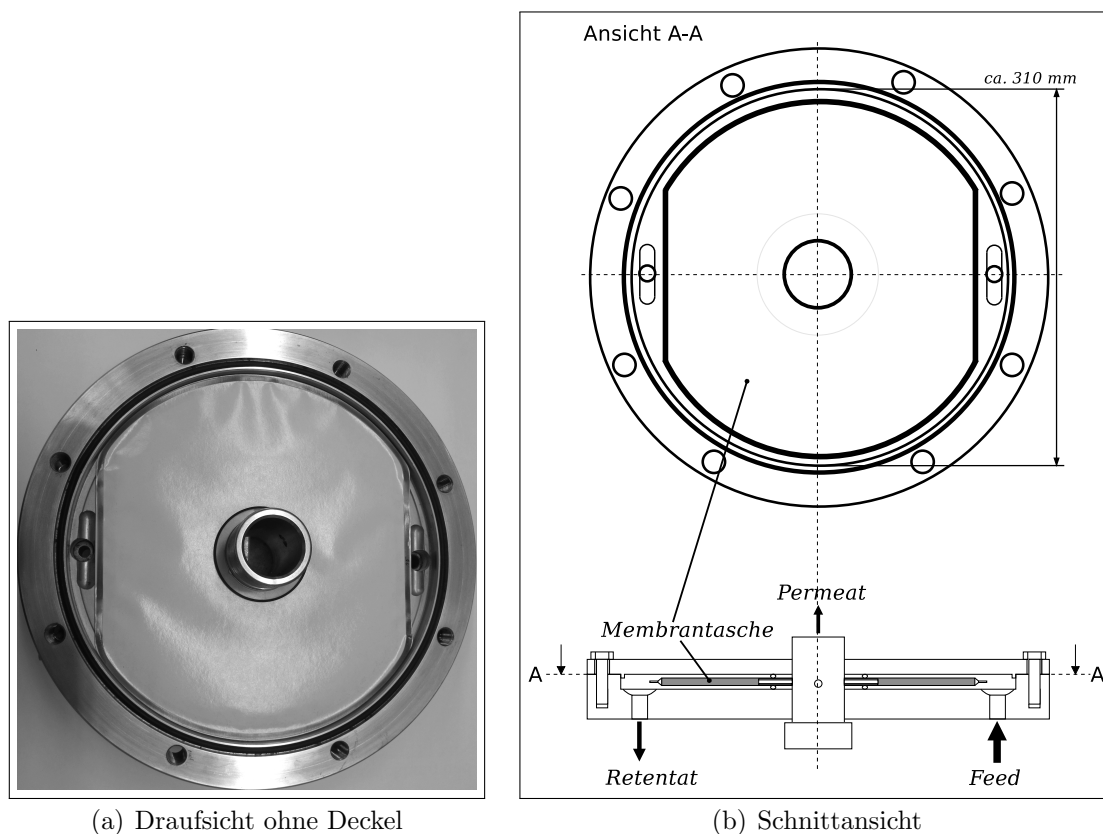 Ansicht A-A
ca. 310 mm
Permeat
Membrantasche
A
A
Retentat
Feed
(a) Draufsicht ohne Deckel
(b) Schnittansicht